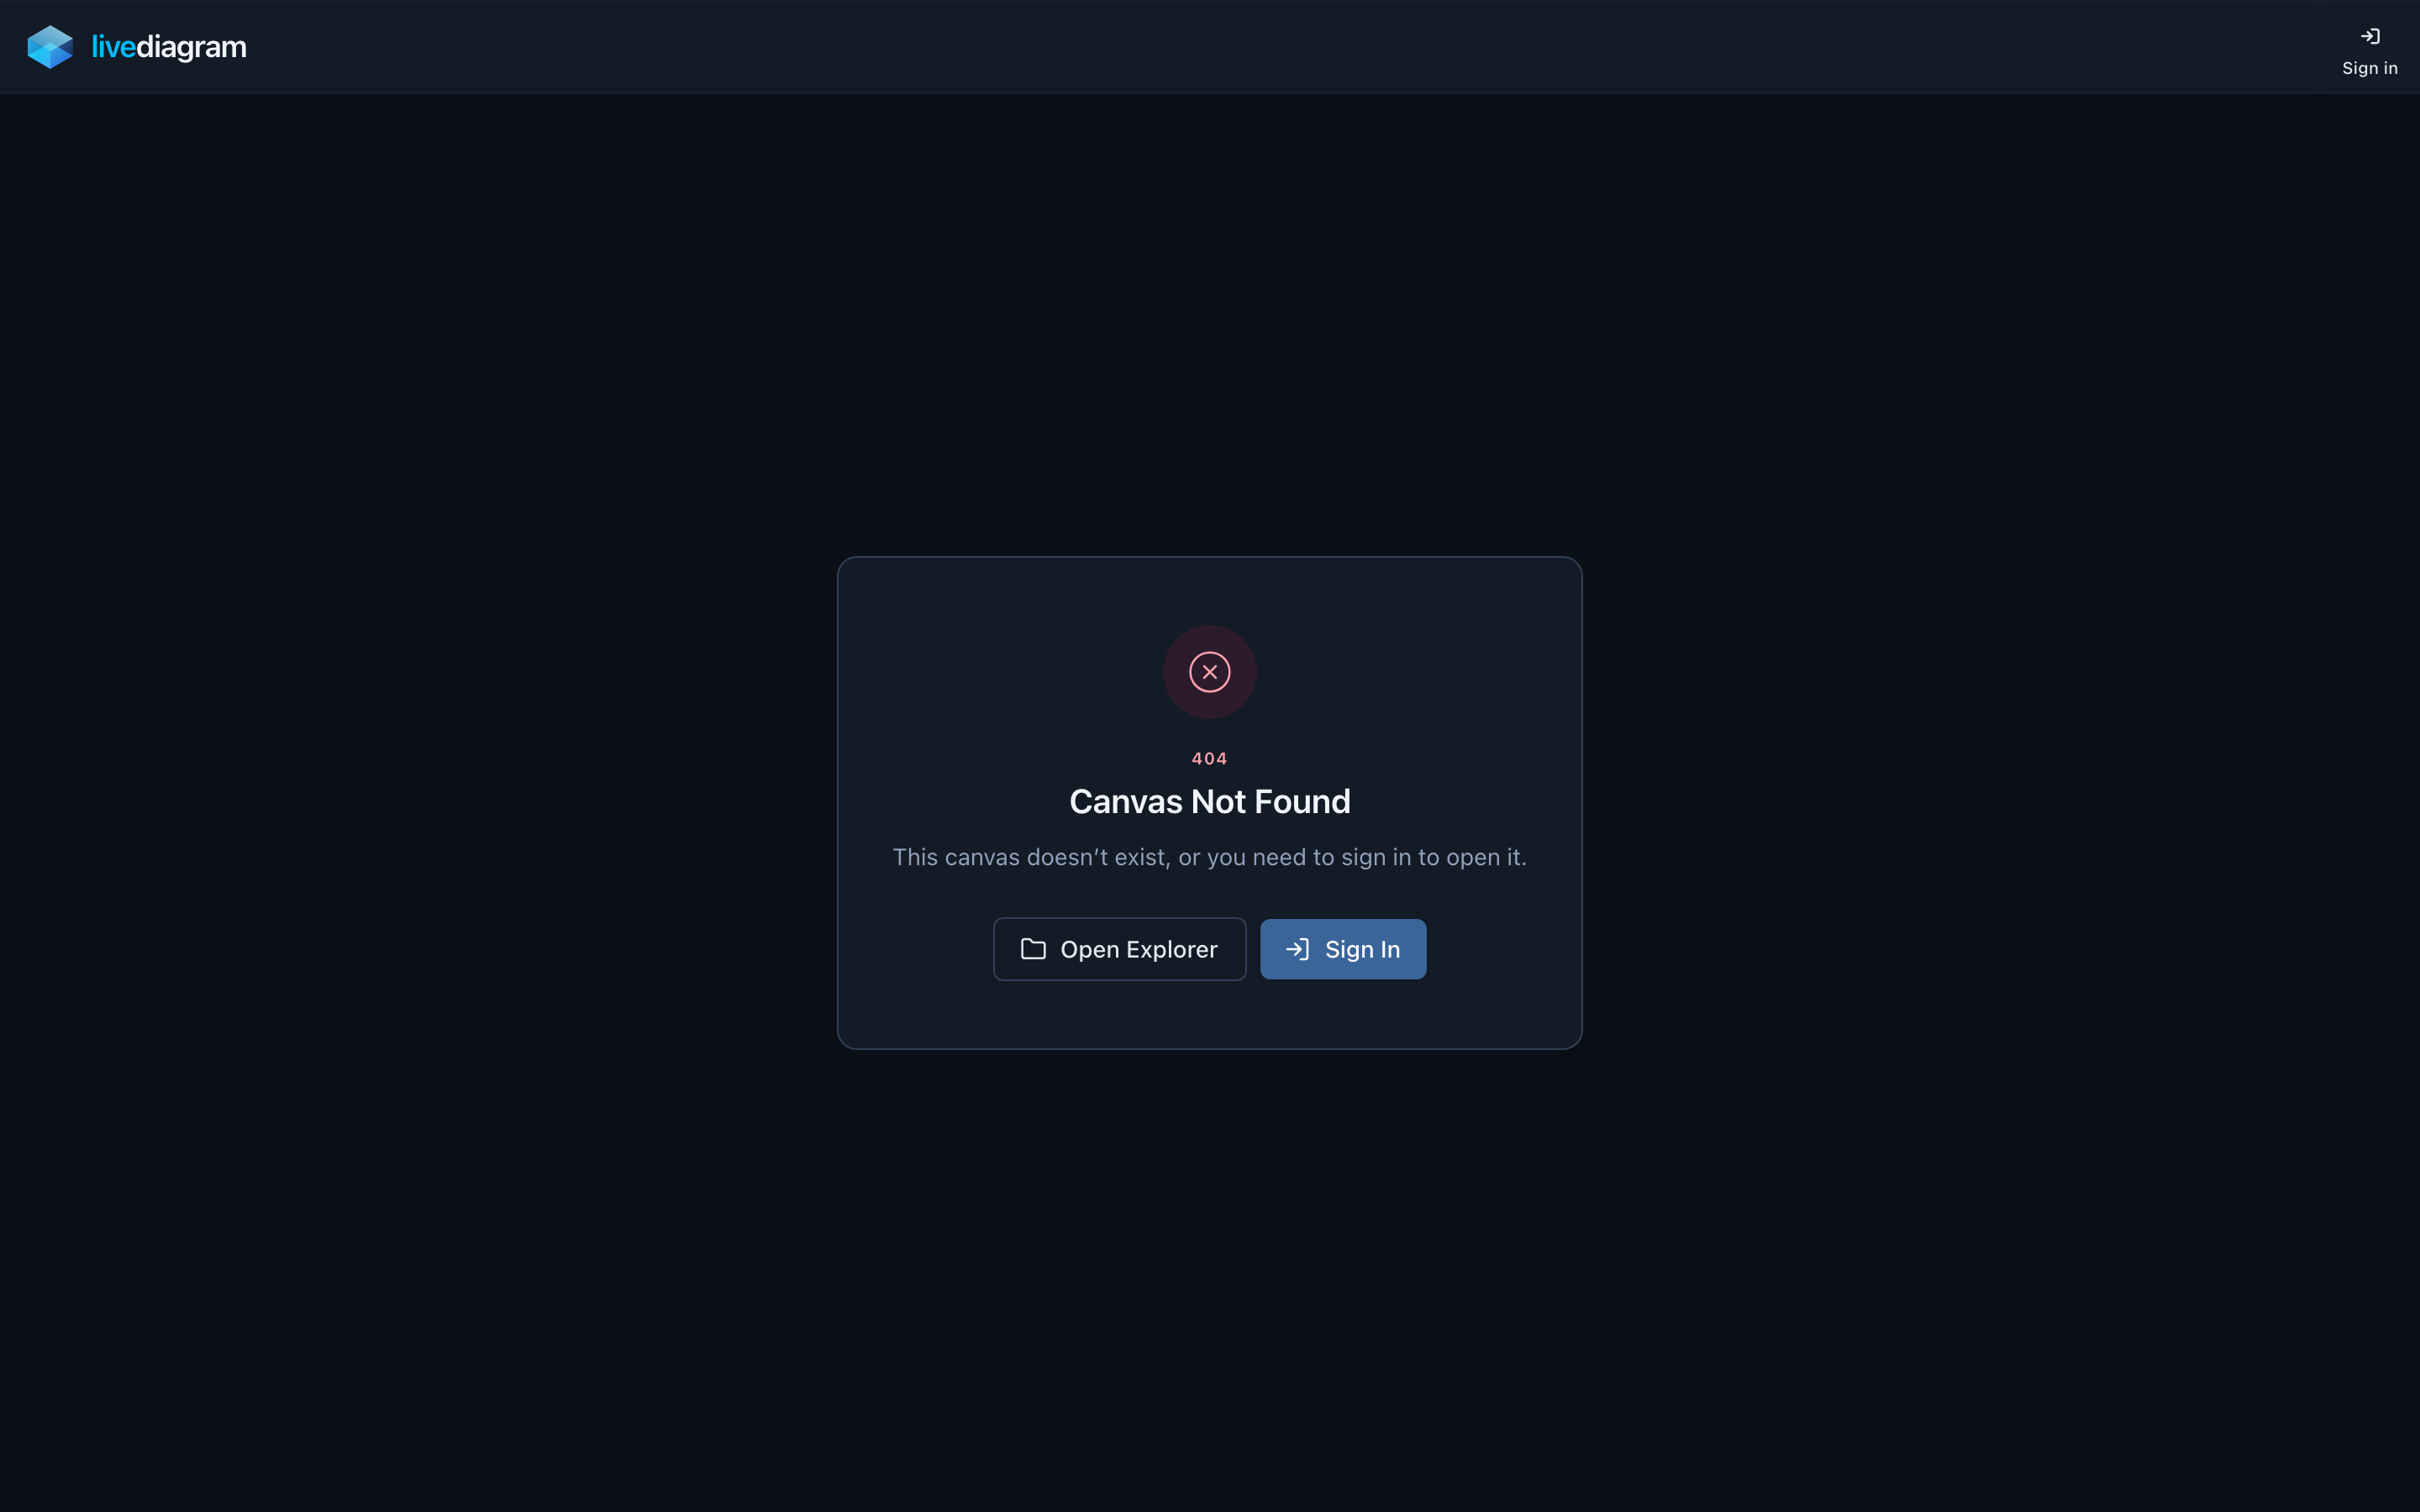 livediagram
Sign in
404
Canvas Not Found
This canvas doesn’t exist, or you need to sign in to open it.
Open Explorer
Sign In